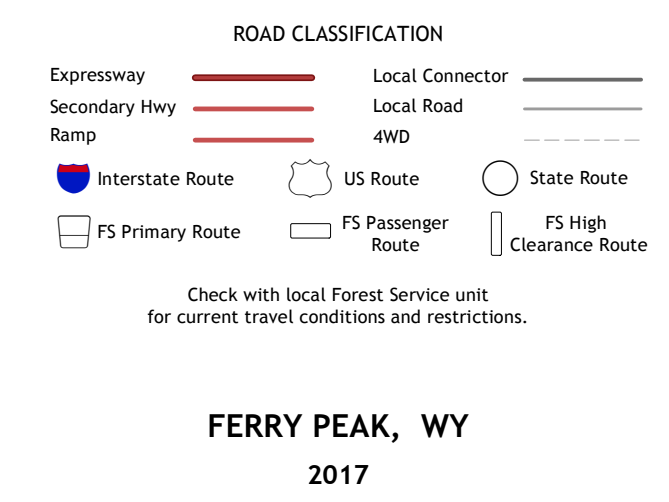 ROAD CLASSIFICATION
Expressway
Local Connector
Secondary Hwy
Local Road
Ramp
4WD
Interstate Route
US Route
State Route
FS Primary Route
FS Passenger
Route
FS High
Clearance Route
Check with local Forest Service unit
for current travel conditions and restrictions.
FERRY PEAK, WY
2017